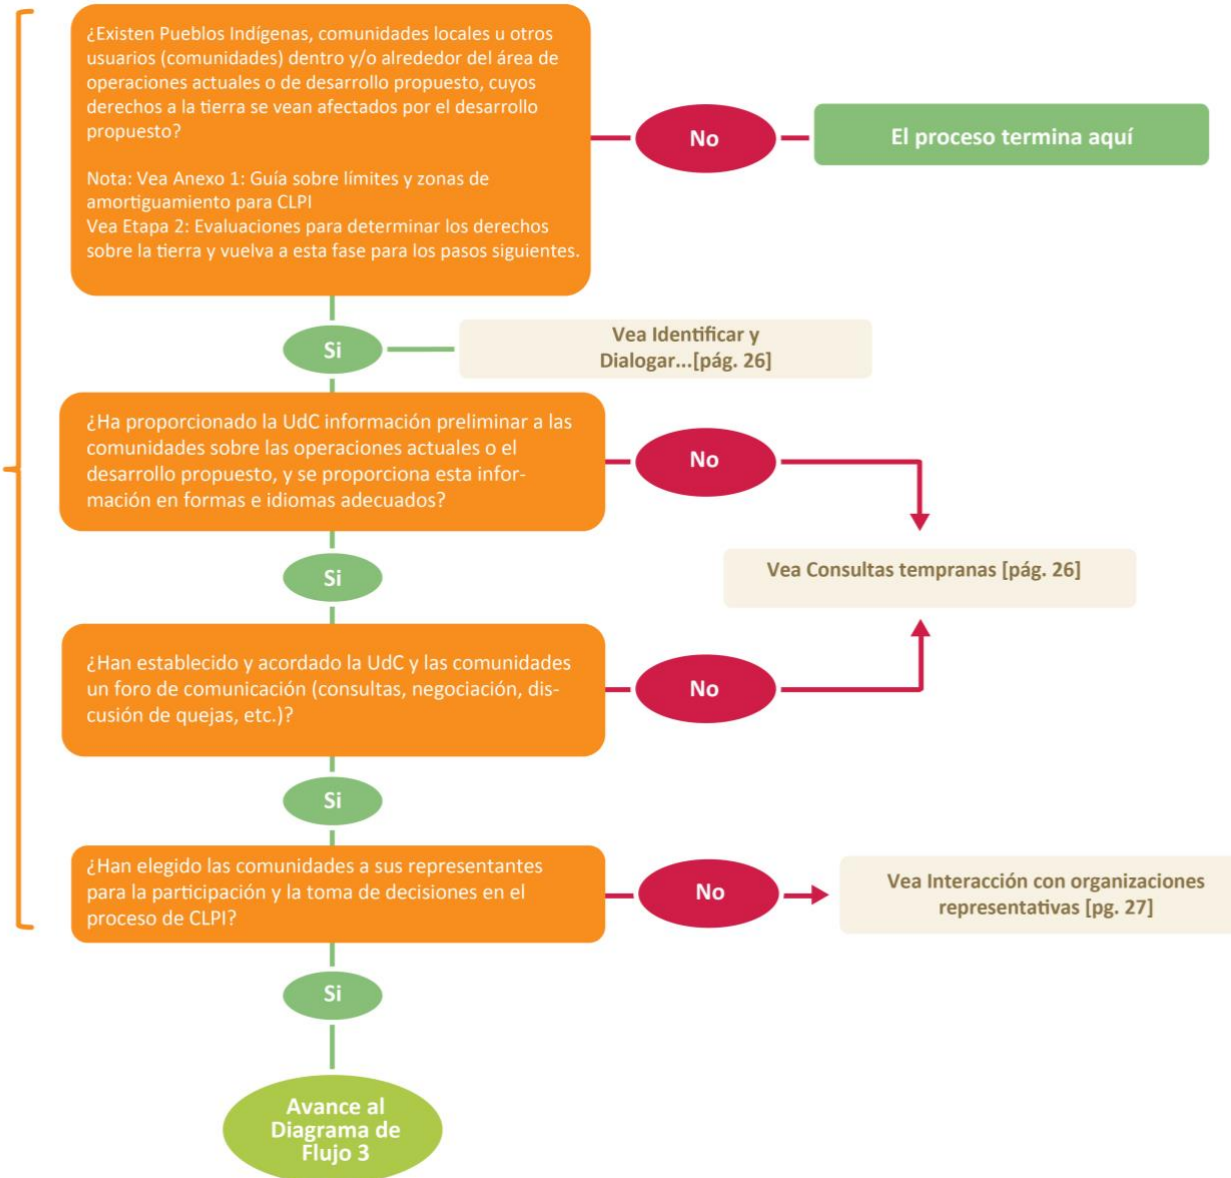 ¿Existen Pueblos Indígenas, comunidades locales u otros
usuarios (comunidades) dentro y/o alrededor del área de
operaciones actuales o de desarrollo propuesto, cuyos
derechos a la tierra se vean afectados por el desarrollo
propuesto?
Nota: Vea Anexo 1: Guía sobre límites y zonas de
amortiguamiento para CLPI
Vea Etapa 2: Evaluaciones para determinar los derechos
sobre la tierra y vuelva a esta fase para los pasos siguientes.
No
El proceso termina aquí
Si
Vea Identificar y
Dialogar...[pág. 26]
¿Ha proporcionado la UdC información preliminar a las
comunidades sobre las operaciones actuales o el
desarrollo propuesto, y se proporciona esta infor-
mación en formas e idiomas adecuados?
No
Si
Vea Consultas tempranas [pág. 26]
¿Han establecido y acordado la UdC y las comunidades
un foro de comunicación (consultas, negociación, dis-
cusión de quejas, etc.)?
No
Si
¿Han elegido las comunidades a sus representantes
para la participación y la toma de decisiones en el
proceso de CLPI?
No
Vea Interacción con organizaciones
representativas [pg. 27]
Si
Avance al
Diagrama de
Flujo 3